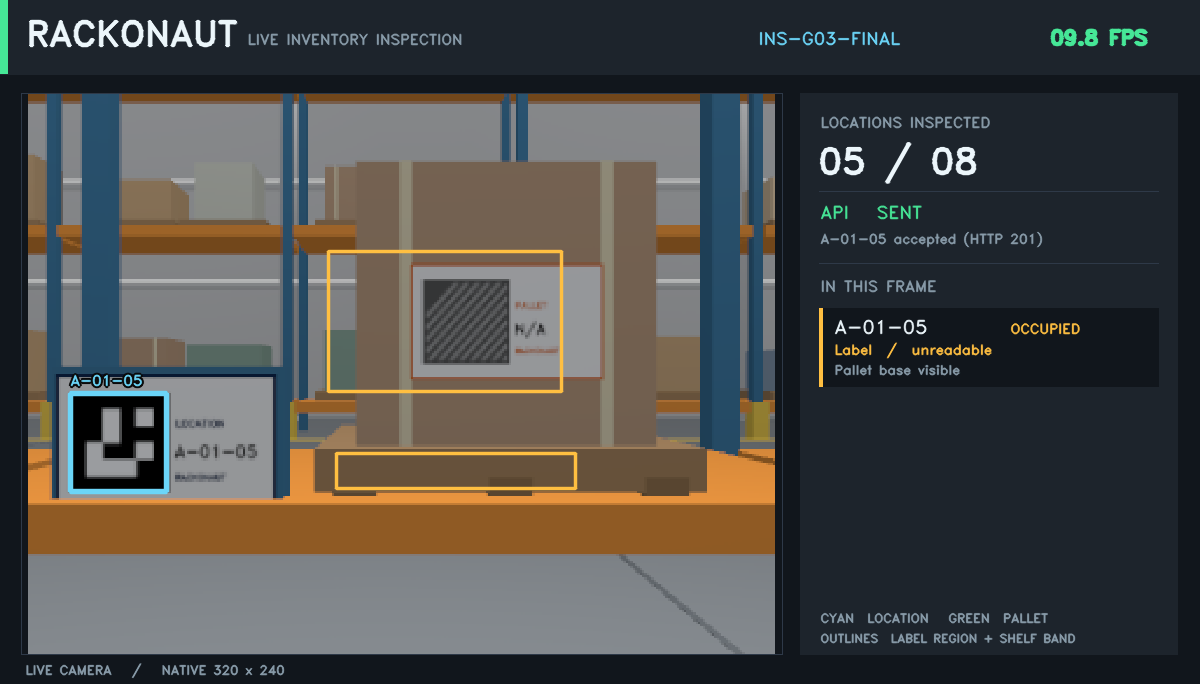 RACKONAUT LIVE INVENTORY INSPECTION
INS-G03-FINAL
09.8 FPS
A-01-05
LOCATION
A-01-05
RACKONAUT
PALLET
N/A
LOCATIONS INSPECTED
05 / 08
API SENT
A-01-05 accepted (HTTP 201)
IN THIS FRAME
A-01-05 OCCUPIED
Label / unreadable
Pallet base visible
CYAN LOCATION GREEN PALLET
OUTLINES LABEL REGION + SHELF BAND
LIVE CAMERA / NATIVE 320 x 240